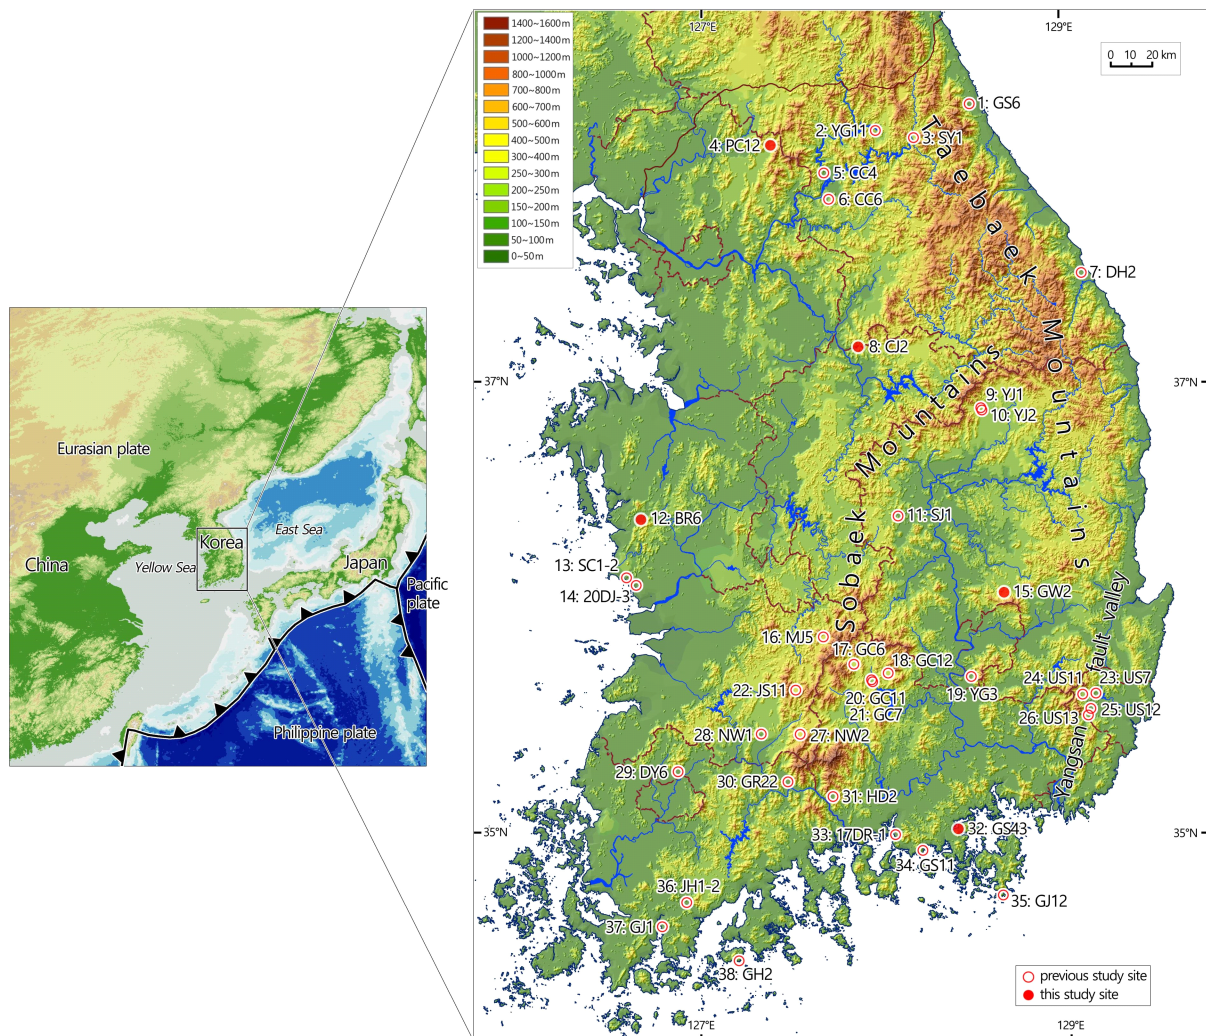 1400~1600m
1200~1400m
1000~1200m
800~1000m
700~800m
600~700m
500~600m
400~500m
300~400m
250~300m
200~250m
150~200m
100~150m
50~100m
0~50m
127°E
129°E
0 10 20 km
1: GS6
2: YG11
3: SY1
4: PC12
5: CC4
6: CC6
Taebaek Mountains
7: DH2
8: CJ2
37°N
37°N
9: YJ1
10: YJ2
Sobaek Mountains
11: SJ1
12: BR6
13: SC1-2
14: 20DJ-3
15: GW2
16: MJ5
17: GC6
18: GC12
19: YG3
20: GC11
21: GC7
22: JS11
23: US7
24: US11
25: US12
26: US13
Yangsan fault valley
27: NW2
28: NW1
29: DY6
30: GR22
31: HD2
32: GS43
33: 17DR-1
34: GS11
35°N
35°N
35: GJ12
36: JH1-2
37: GJ1
38: GH2
previous study site
this study site
127°E
129°E
Eurasian plate
China
Yellow Sea
Korea
East Sea
Japan
Pacific
plate
Philippine plate